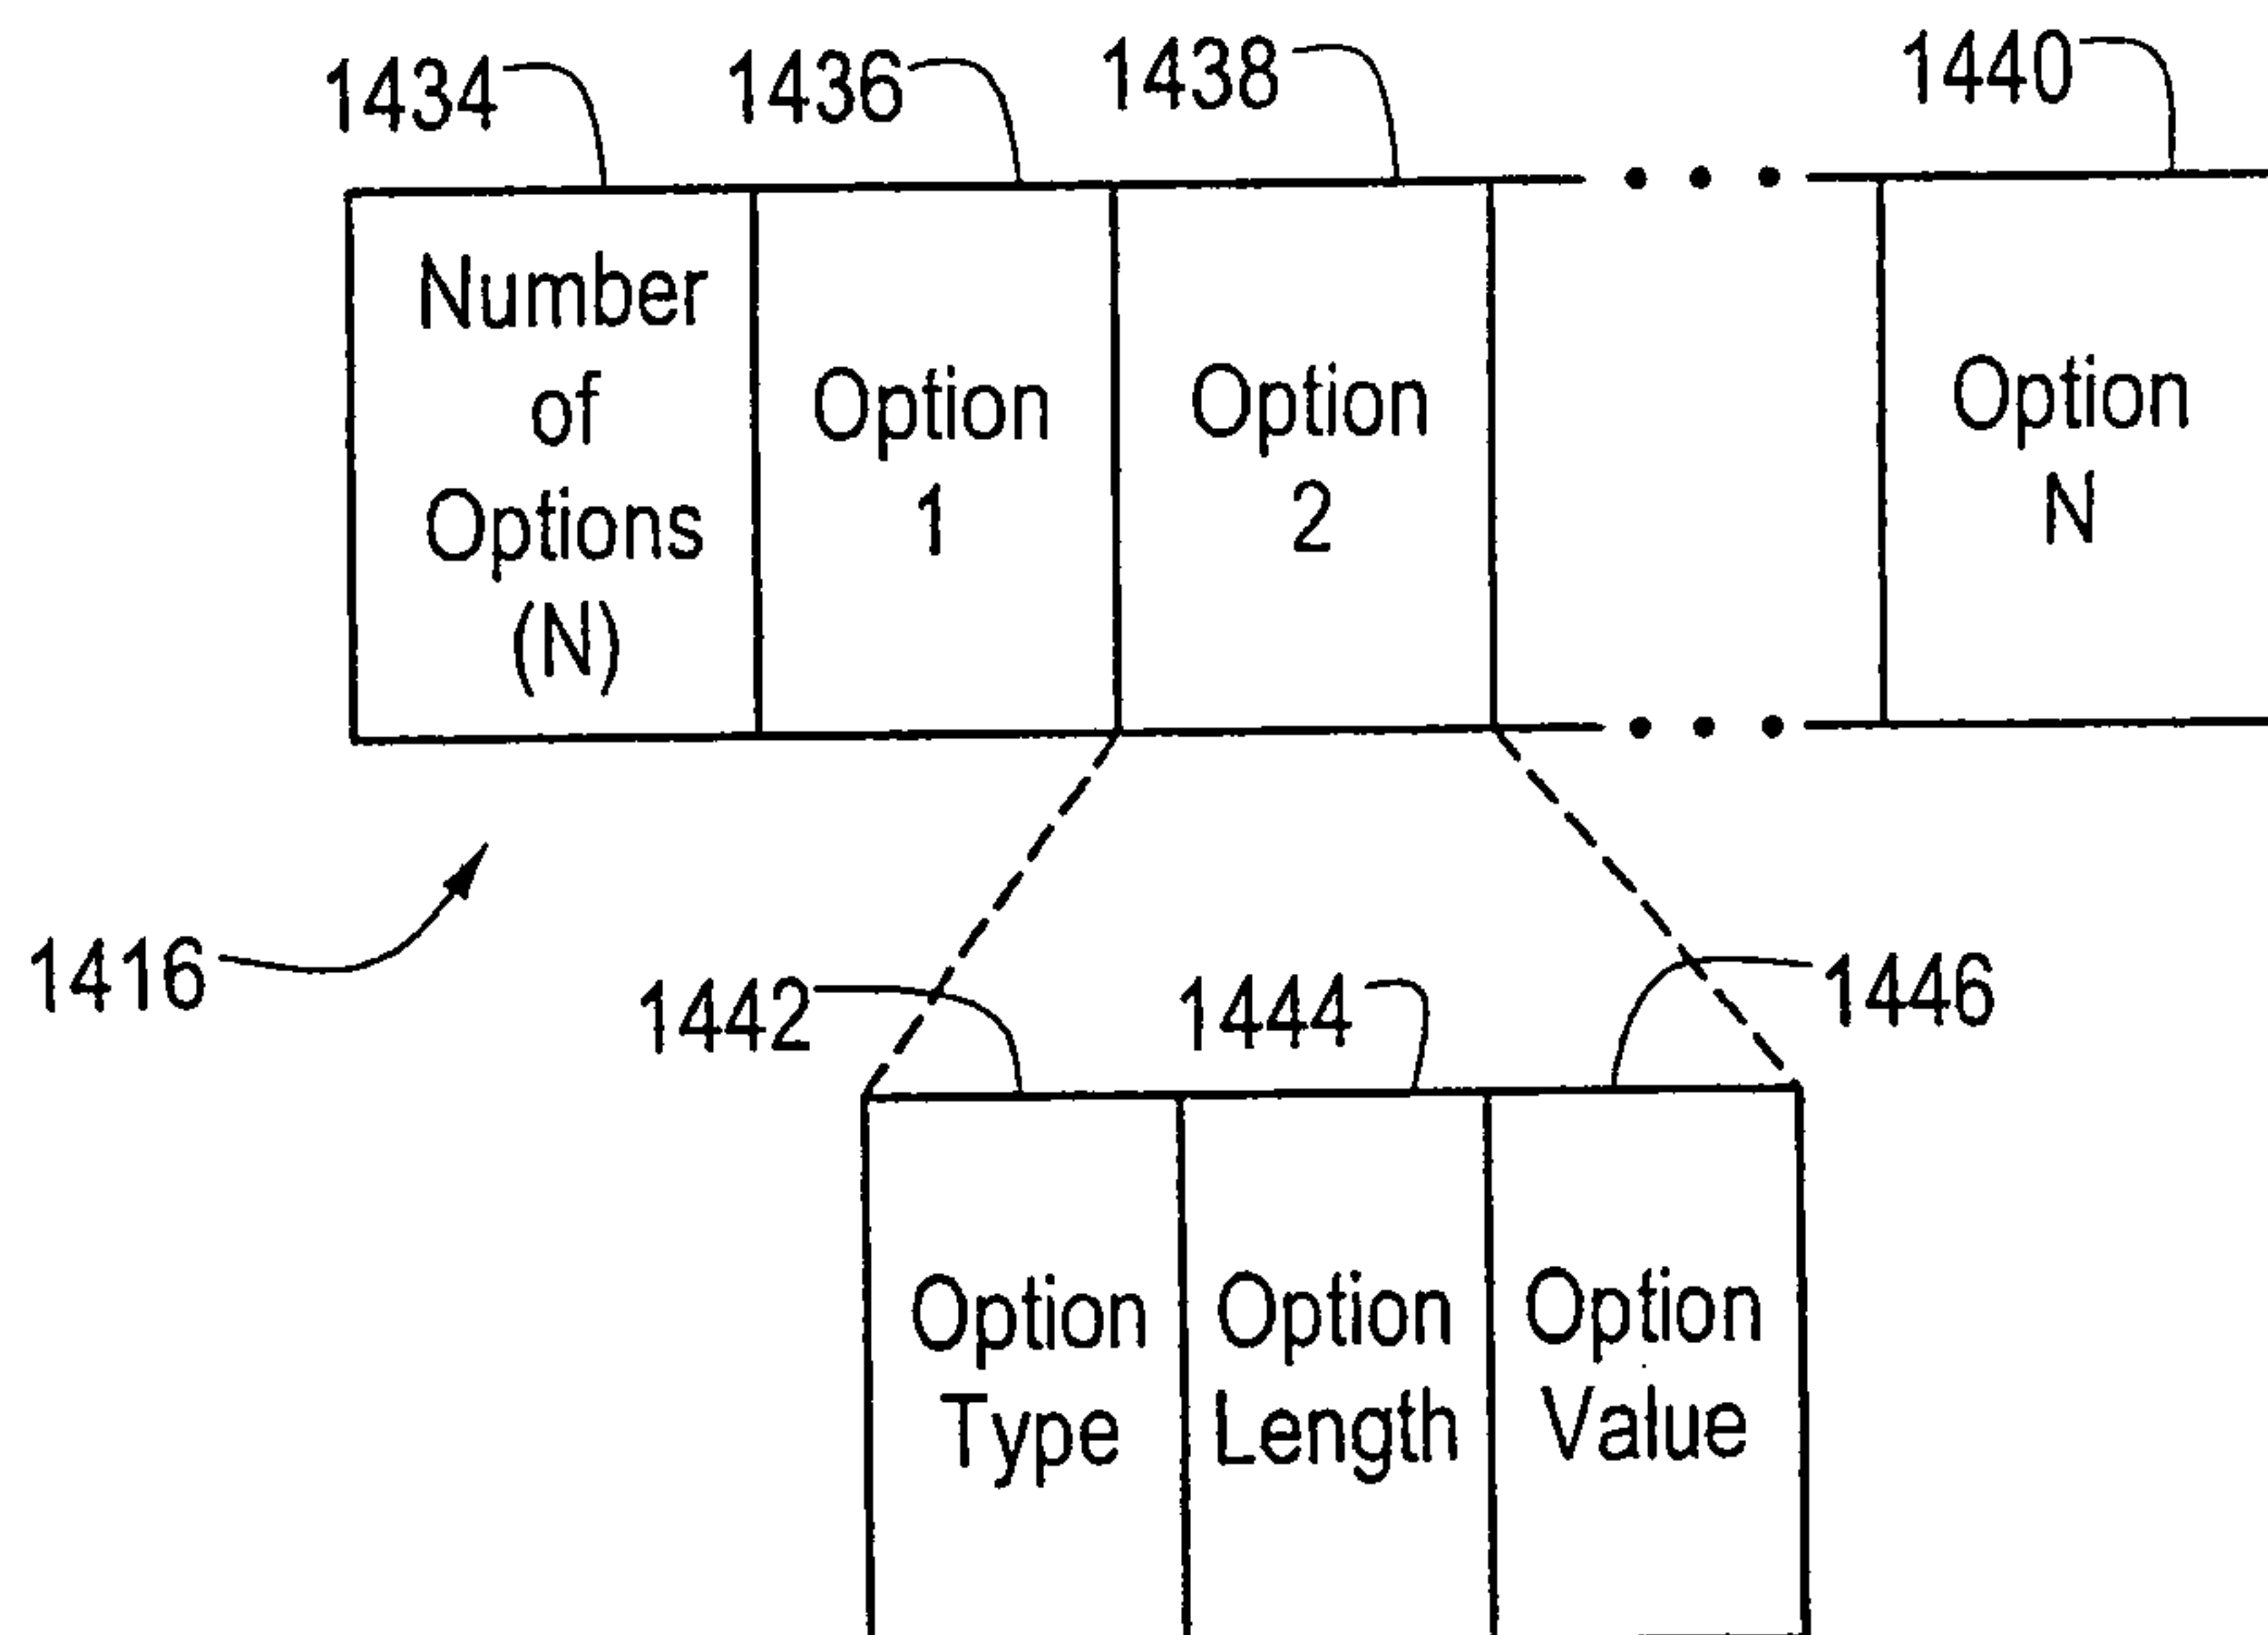 1434
1436
1438
1440
Number
of
Options
(N)
Option
1
Option
2
Option
N
1416
1442
1444
1446
Option
Type
Option
Length
Option
Value